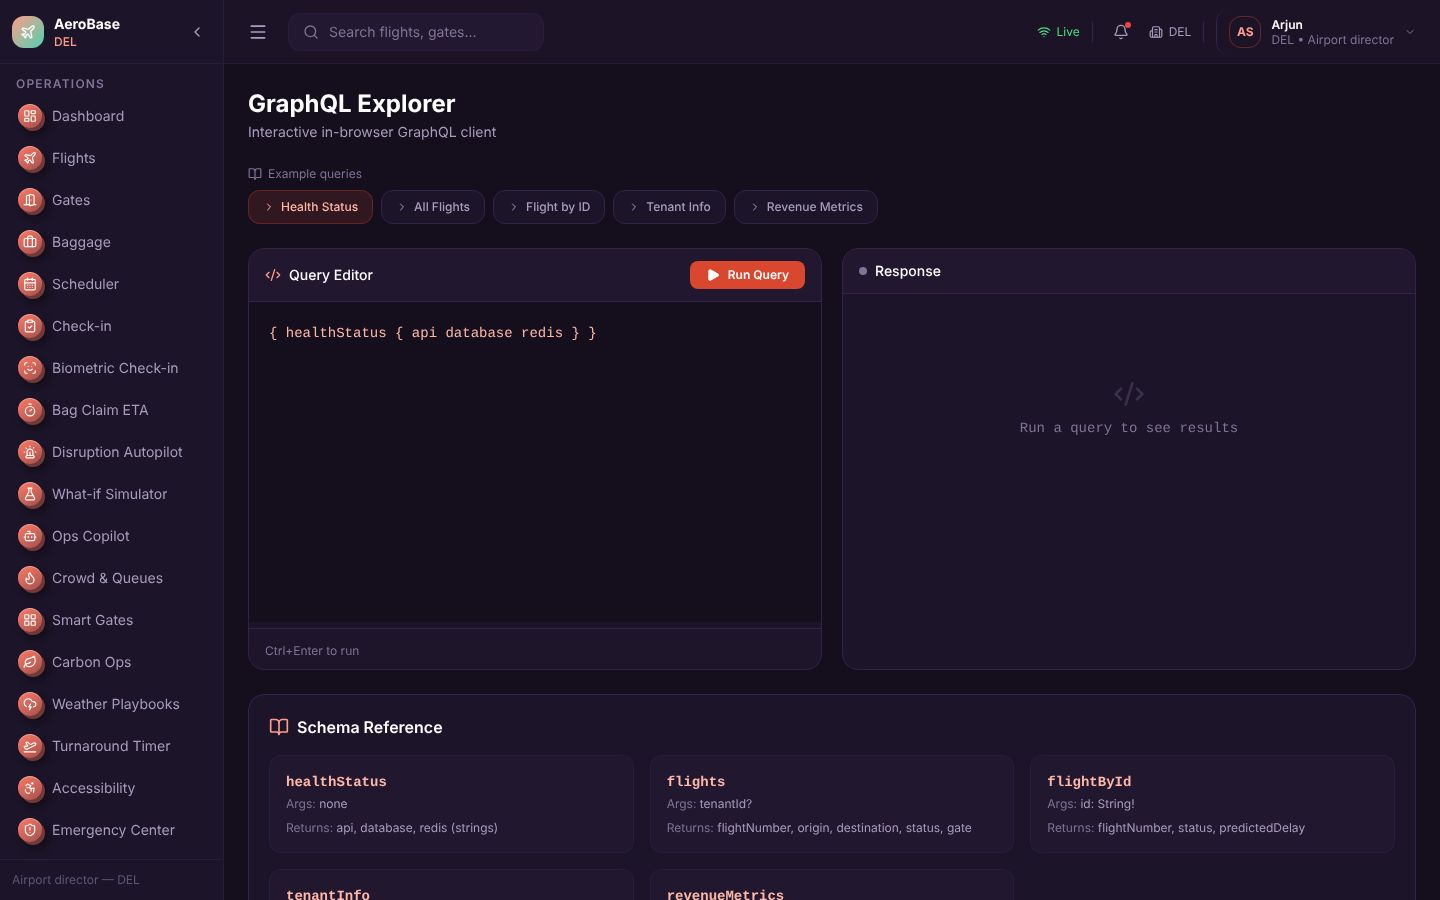 AeroBase
DEL
Search flights, gates...
Live
DEL
AS
Arjun
DEL • Airport director
OPERATIONS
Dashboard
Flights
Gates
Baggage
Scheduler
Check-in
Biometric Check-in
Bag Claim ETA
Disruption Autopilot
What-if Simulator
Ops Copilot
Crowd & Queues
Smart Gates
Carbon Ops
Weather Playbooks
Turnaround Timer
Accessibility
Emergency Center
Airport director — DEL
GraphQL Explorer
Interactive in-browser GraphQL client
Example queries
Health Status
All Flights
Flight by ID
Tenant Info
Revenue Metrics
Query Editor
Run Query
{ healthStatus { api database redis } }
Ctrl+Enter to run
Response
Run a query to see results
Schema Reference
healthStatus
Args: none
Returns: api, database, redis (strings)
flights
Args: tenantId?
Returns: flightNumber, origin, destination, status, gate
flightById
Args: id: String!
Returns: flightNumber, status, predictedDelay
tenantInfo
revenueMetrics